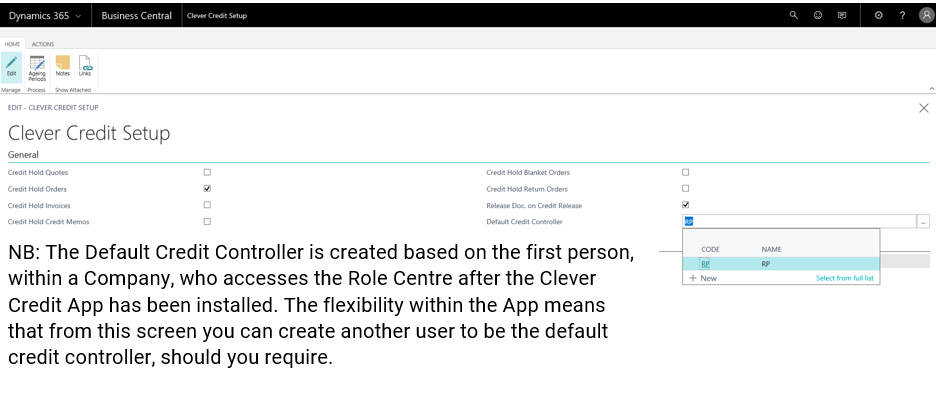 Dynamics 365 Business Central Clever Credit Setup ?
HOME ACTIONS
Edit Ageing Periods Notes Links
Manage Process Show Attached
EDIT - CLEVER CREDIT SETUP
Clever Credit Setup
General
Credit Hold Quotes Credit Hold Blanket Orders
Credit Hold Orders Credit Hold Return Orders
Credit Hold Invoices Release Doc. on Credit Release
Credit Hold Credit Memos Default Credit Controller RP ...
CODE NAME
RP RP
+ New Select from full list
NB: The Default Credit Controller is created based on the first person,
within a Company, who accesses the Role Centre after the Clever
Credit App has been installed. The flexibility within the App means
that from this screen you can create another user to be the default
credit controller, should you require.